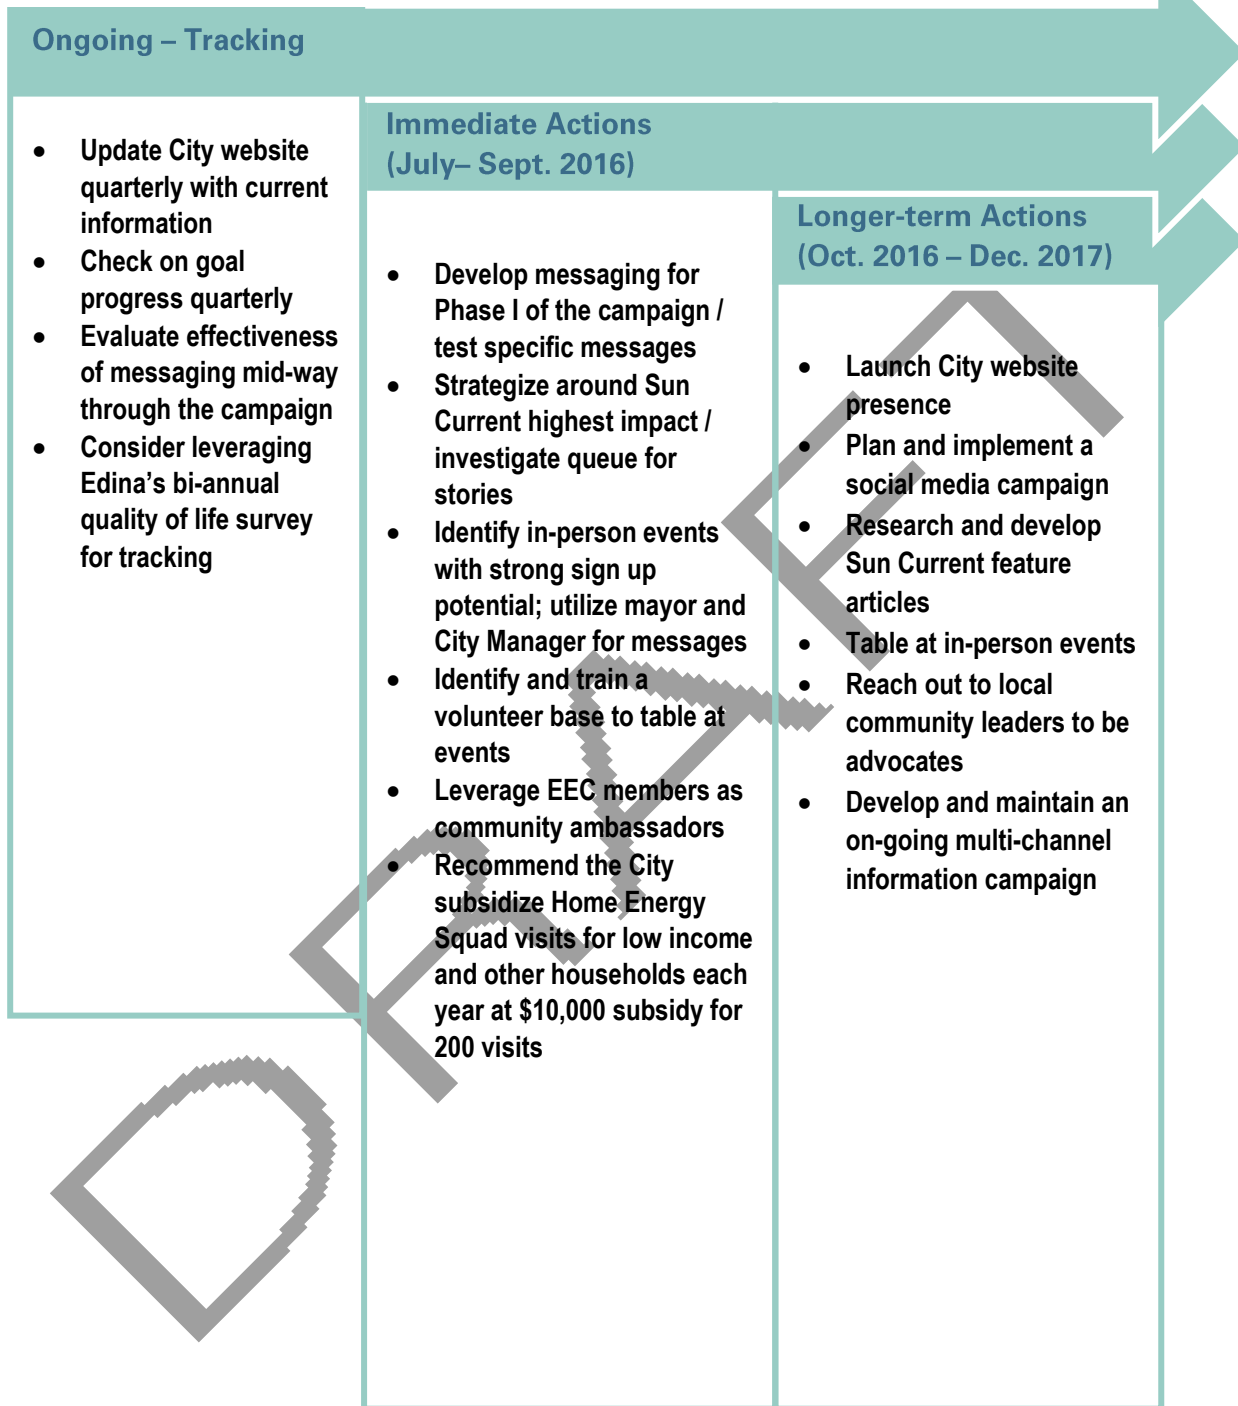 Ongoing – Tracking
• Update City website
quarterly with current
information
• Check on goal
progress quarterly
• Evaluate effectiveness
of messaging mid-way
through the campaign
• Consider leveraging
Edina’s bi-annual
quality of life survey
for tracking
Immediate Actions
(July– Sept. 2016)
• Develop messaging for
Phase I of the campaign /
test specific messages
• Strategize around Sun
Current highest impact /
investigate queue for
stories
• Identify in-person events
with strong sign up
potential; utilize mayor and
City Manager for messages
• Identify and train a
volunteer base to table at
events
• Leverage EEC members as
community ambassadors
• Recommend the City
subsidize Home Energy
Squad visits for low income
and other households each
year at $10,000 subsidy for
200 visits
Longer-term Actions
(Oct. 2016 – Dec. 2017)
• Launch City website
presence
• Plan and implement a
social media campaign
• Research and develop
Sun Current feature
articles
• Table at in-person events
• Reach out to local
community leaders to be
advocates
• Develop and maintain an
on-going multi-channel
information campaign
DRAFT